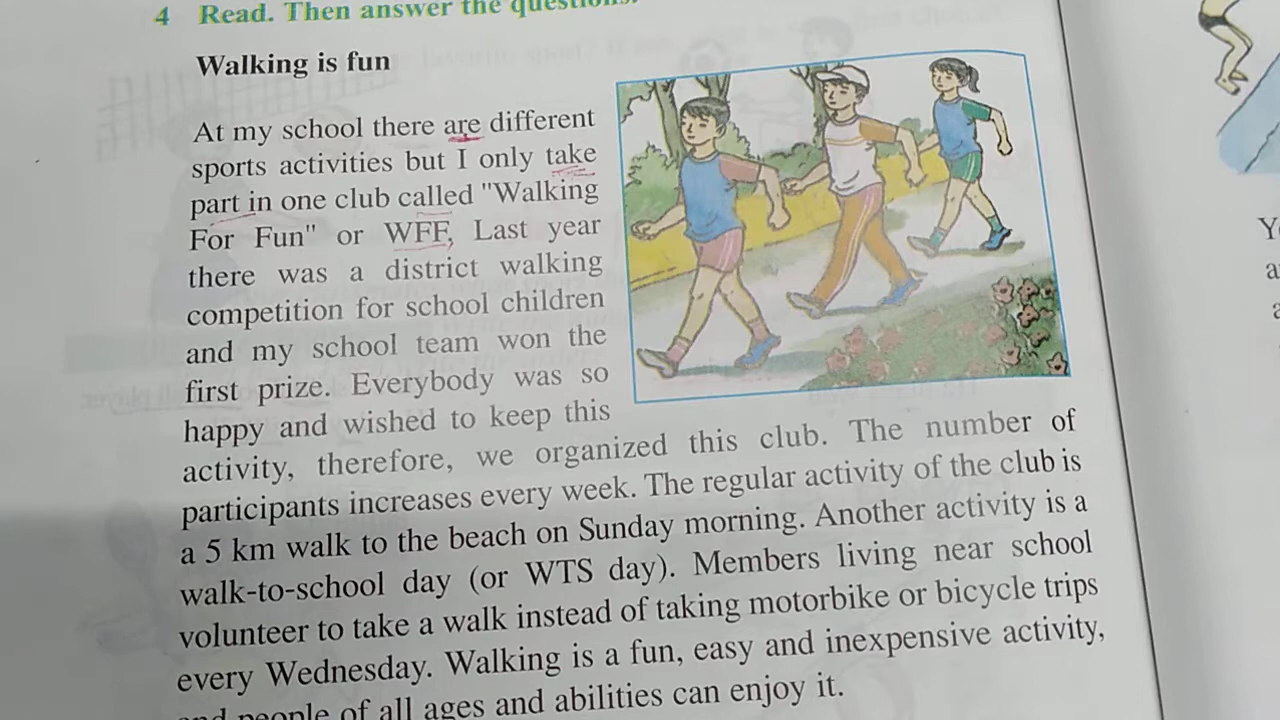 4 Read. Then answer the questions.
Walking is fun
At my school there are different
sports activities but I only take
part in one club called "Walking
For Fun" or WFF, Last year
there was a district walking
competition for school children
and my school team won the
first prize. Everybody was so
happy and wished to keep this
activity, therefore, we organized this club. The number of
participants increases every week. The regular activity of the club is
a 5 km walk to the beach on Sunday morning. Another activity is a
walk-to-school day (or WTS day). Members living near school
volunteer to take a walk instead of taking motorbike or bicycle trips
every Wednesday. Walking is a fun, easy and inexpensive activity,
and people of all ages and abilities can enjoy it.